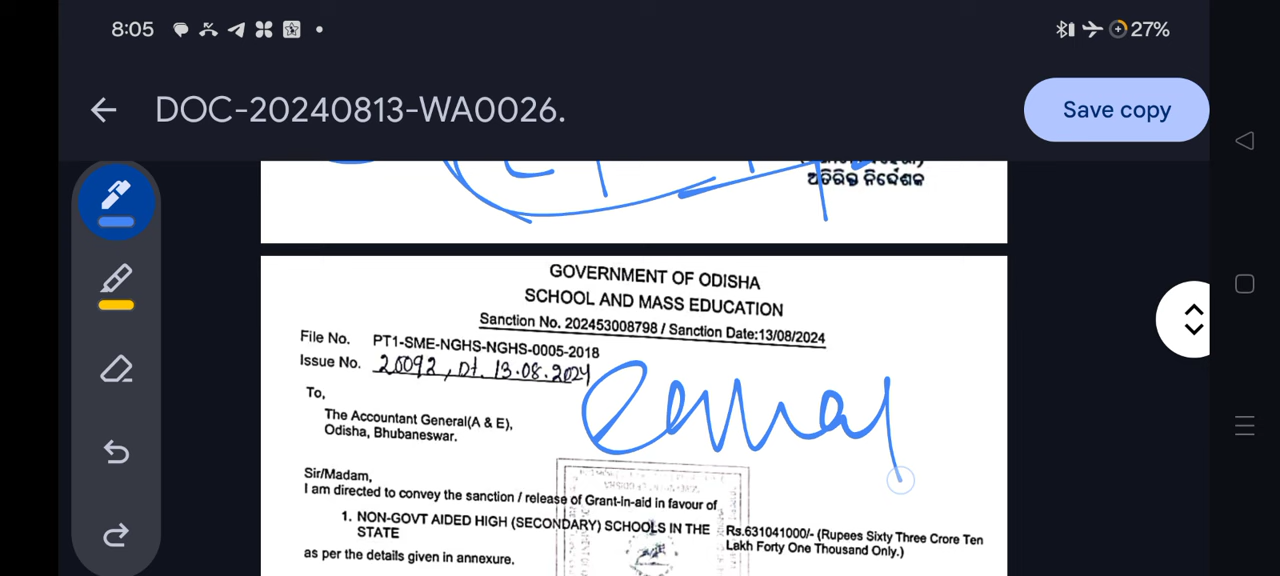 8:05
27%
DOC-20240813-WA0026.
Save copy
ଅତିରିକ୍ତ ନିର୍ଦ୍ଦେଶକ
GOVERNMENT OF ODISHA
SCHOOL AND MASS EDUCATION
Sanction No. 202453008798 / Sanction Date:13/08/2024
File No. PT1-SME-NGHS-NGHS-0005-2018
Issue No. 26092, Dt. 13.08.2024
To,
The Accountant General(A & E),
Odisha, Bhubaneswar.
Sir/Madam,
I am directed to convey the sanction / release of Grant-in-aid in favour of
1. NON-GOVT AIDED HIGH (SECONDARY) SCHOOLS IN THE STATE
Rs.631041000/- (Rupees Sixty Three Crore Ten
Lakh Forty One Thousand Only.)
as per the details given in annexure.